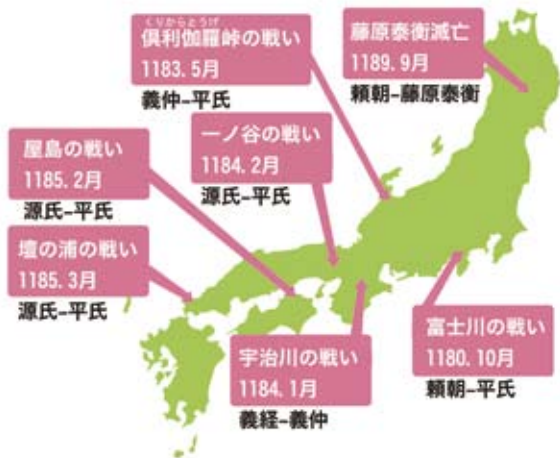 くりからとうげ
倶利伽羅峠の戦い
1183. 5月
義仲−平氏
藤原泰衡滅亡
1189. 9月
頼朝−藤原泰衡
屋島の戦い
1185. 2月
源氏−平氏
一ノ谷の戦い
1184. 2月
源氏−平氏
壇の浦の戦い
1185. 3月
源氏−平氏
宇治川の戦い
1184. 1月
義経−義仲
富士川の戦い
1180. 10月
頼朝−平氏